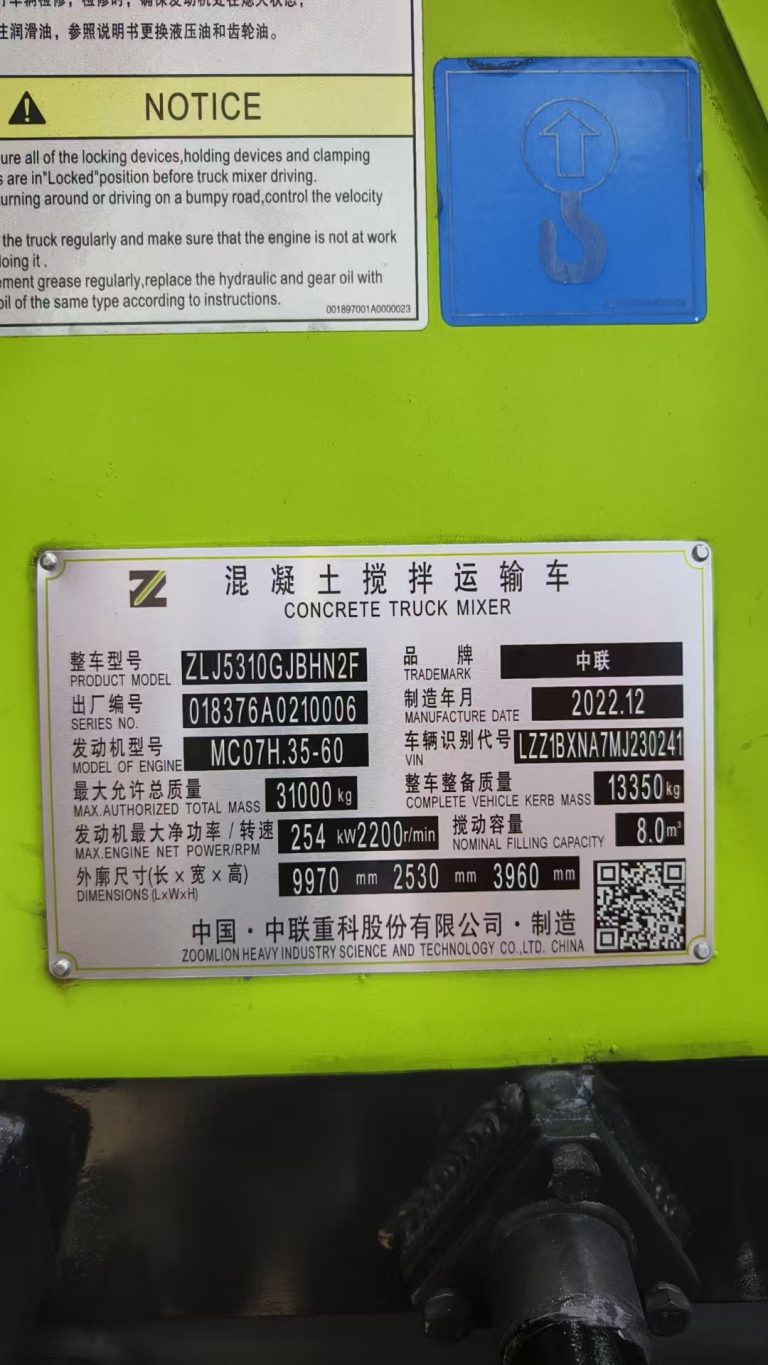 注润滑油，参照说明书更换液压油和齿轮油。
NOTICE
ure all of the locking devices,holding devices and clamping
s are in"Locked"position before truck mixer driving.
urning around or driving on a bumpy road,control the velocity
the truck regularly and make sure that the engine is not at work
loing it .
ement grease regularly,replace the hydraulic and gear oil with
oil of the same type according to instructions.
001897001A0000023
混凝土搅拌运输车
CONCRETE TRUCK MIXER
整车型号 ZLJ5310GJBHN2F 品牌 中联
PRODUCT MODEL TRADEMARK
出厂编号 018376A0210006 制造年月 2022.12
SERIES NO. MANUFACTURE DATE
发动机型号 MC07H.35-60 车辆识别代号 LZZ1BXNA7MJ230241
MODEL OF ENGINE VIN
最大允许总质量 31000 kg 整车整备质量 13350kg
MAX.AUTHORIZED TOTAL MASS COMPLETE VEHICLE KERB MASS
发动机最大净功率/转速 254 kW2200r/min 搅动容量 8.0m³
MAX.ENGINE NET POWER/RPM NOMINAL FILLING CAPACITY
外廓尺寸(长×宽×高) 9970 mm 2530 mm 3960 mm
DIMENSIONS (L×W×H)
中国·中联重科股份有限公司·制造
ZOOMLION HEAVY INDUSTRY SCIENCE AND TECHNOLOGY CO.,LTD. CHINA